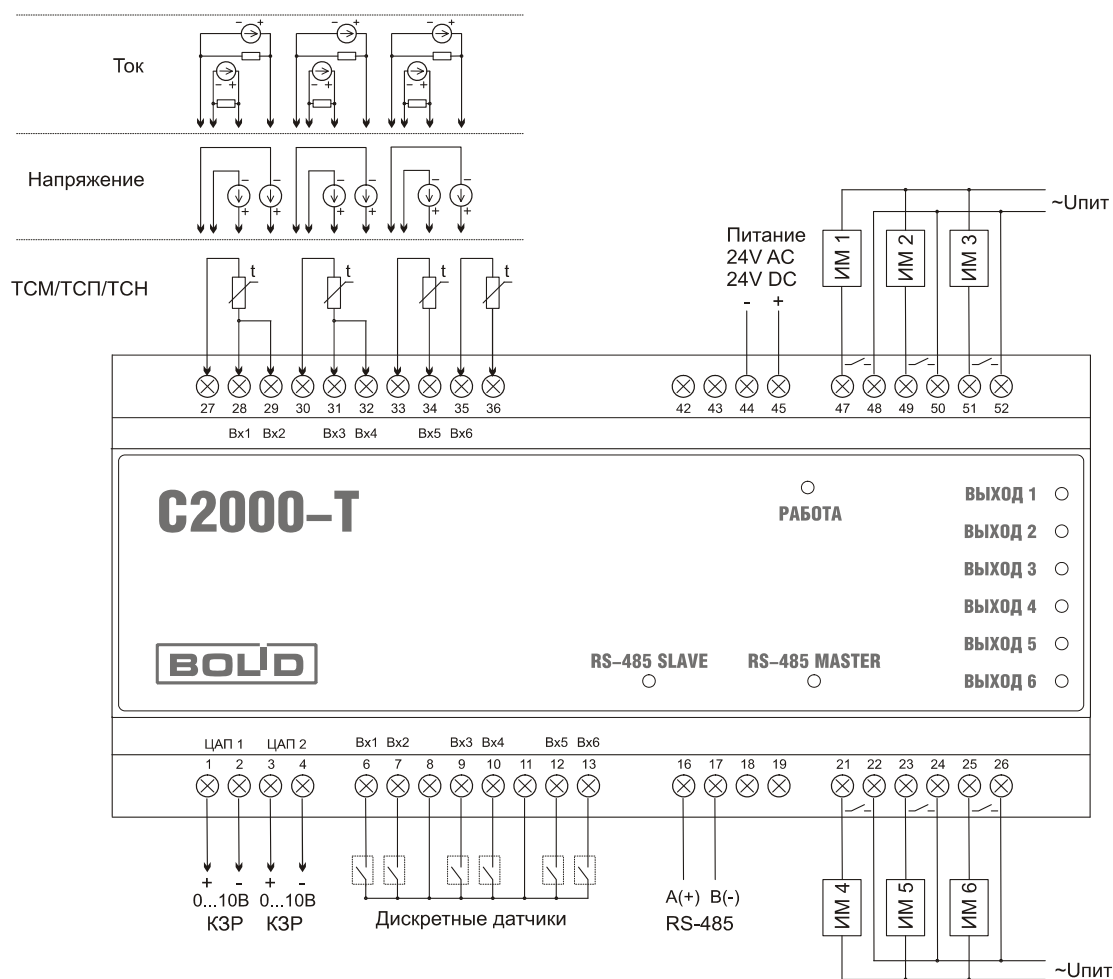 - + - + - +
Ток
- + - + - +
Напряжение
- - - - - -
+ + + + + +
ТСМ/ТСП/ТСН
t t t t
Питание
24V AC
24V DC
- +
~Uпит
ИМ 1 ИМ 2 ИМ 3
27 28 29 30 31 32 33 34 35 36 42 43 44 45 47 48 49 50 51 52
Вх1 Вх2 Вх3 Вх4 Вх5 Вх6
С2000–Т
РАБОТА
ВЫХОД 1
ВЫХОД 2
ВЫХОД 3
ВЫХОД 4
ВЫХОД 5
ВЫХОД 6
BOLID
RS–485 SLAVE RS–485 MASTER
ЦАП 1 ЦАП 2 Вх1 Вх2 Вх3 Вх4 Вх5 Вх6
1 2 3 4 6 7 8 9 10 11 12 13 16 17 18 19 21 22 23 24 25 26
+ - + -
0...10В 0...10В
КЗР КЗР
Дискретные датчики
A(+) B(-)
RS-485
ИМ 4 ИМ 5 ИМ 6
~Uпит